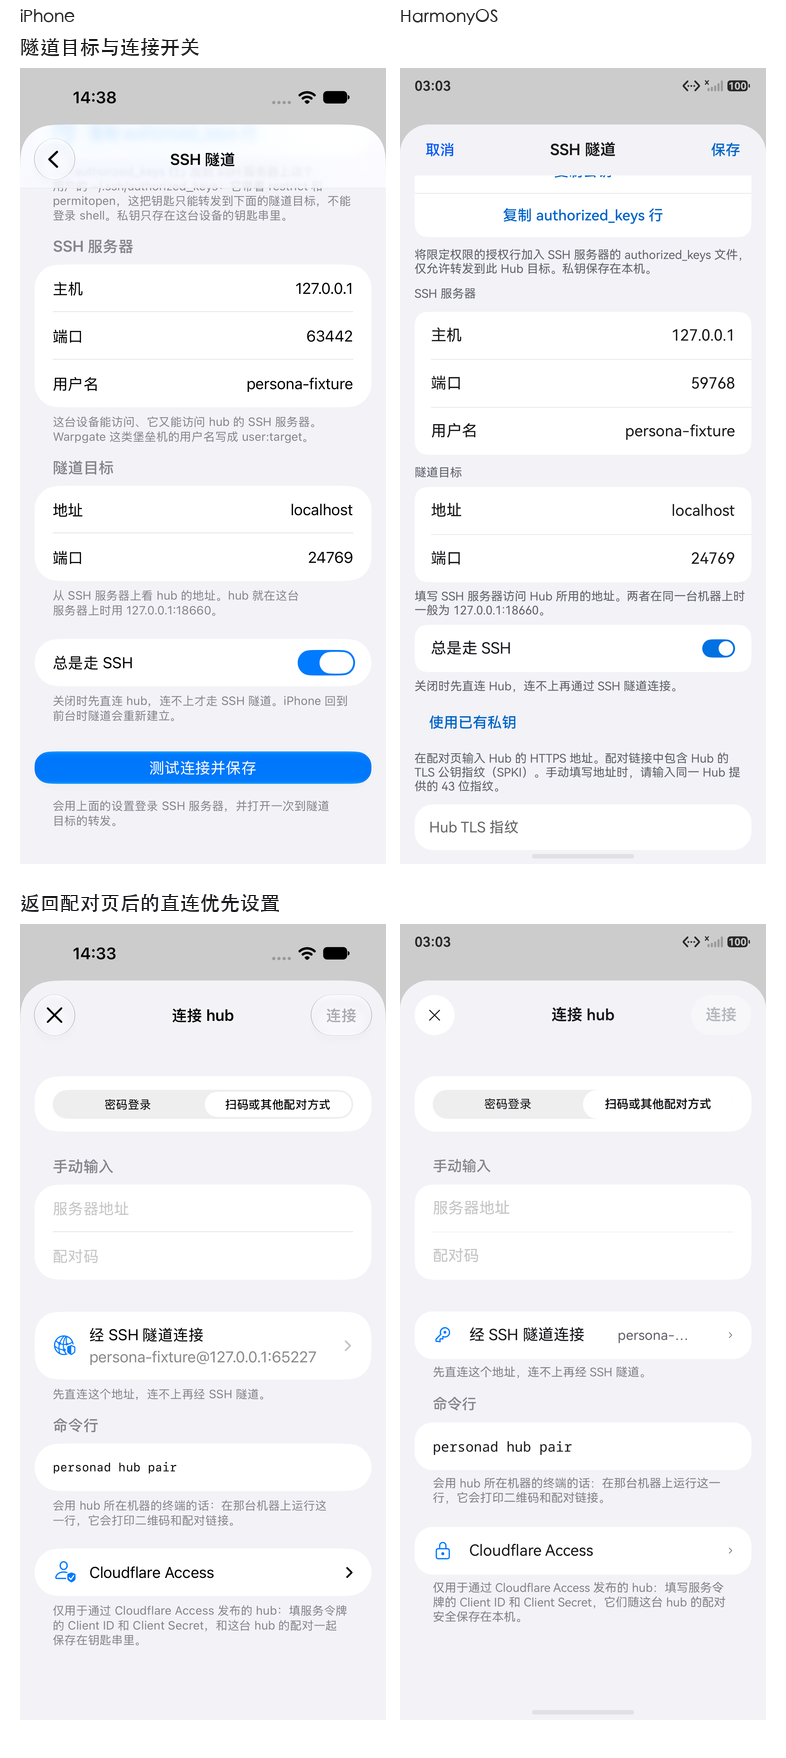 iPhone
HarmonyOS
隧道目标与连接开关
14:38
SSH 隧道
用户的 ~/.ssh/authorized_keys。它带着 restrict 和
permitopen，这把钥匙只能转发到下面的隧道目标，不能
登录 shell。私钥只存在这台设备的钥匙串里。
SSH 服务器
主机
127.0.0.1
端口
63442
用户名
persona-fixture
这台设备能访问、它又能访问 hub 的 SSH 服务器。
Warpgate 这类堡垒机的用户名写成 user:target。
隧道目标
地址
localhost
端口
24769
从 SSH 服务器上看 hub 的地址。hub 就在这台
服务器上时用 127.0.0.1:18660。
总是走 SSH
关闭时先直连 hub，连不上才走 SSH 隧道。iPhone 回到
前台时隧道会重新建立。
测试连接并保存
会用上面的设置登录 SSH 服务器，并打开一次到隧道
目标的转发。
03:03
100
取消
SSH 隧道
保存
复制 authorized_keys 行
将限定权限的授权行加入 SSH 服务器的 authorized_keys 文件，
仅允许转发到此 Hub 目标。私钥保存在本机。
SSH 服务器
主机
127.0.0.1
端口
59768
用户名
persona-fixture
隧道目标
地址
localhost
端口
24769
填写 SSH 服务器访问 Hub 所用的地址。两者在同一台机器上时
一般为 127.0.0.1:18660。
总是走 SSH
关闭时先直连 Hub，连不上再通过 SSH 隧道连接。
使用已有私钥
在配对页输入 Hub 的 HTTPS 地址。配对链接中包含 Hub 的
TLS 公钥指纹（SPKI）。手动填写地址时，请输入同一 Hub 提
供的 43 位指纹。
Hub TLS 指纹
返回配对页后的直连优先设置
14:33
连接 hub
连接
密码登录
扫码或其他配对方式
手动输入
服务器地址
配对码
经 SSH 隧道连接
persona-fixture@127.0.0.1:65227
先直连这个地址，连不上再经 SSH 隧道。
命令行
personad hub pair
会用 hub 所在机器的终端的话：在那台机器上运行这
一行，它会打印二维码和配对链接。
Cloudflare Access
仅用于通过 Cloudflare Access 发布的 hub：填服务令牌
的 Client ID 和 Client Secret，和这台 hub 的配对一起
保存在钥匙串里。
03:03
100
连接 hub
连接
密码登录
扫码或其他配对方式
手动输入
服务器地址
配对码
经 SSH 隧道连接
persona-...
先直连这个地址，连不上再经 SSH 隧道。
命令行
personad hub pair
会用 hub 所在机器的终端的话：在那台机器上运行这一
行，它会打印二维码和配对链接。
Cloudflare Access
仅用于通过 Cloudflare Access 发布的 hub：填写服务令
牌的 Client ID 和 Client Secret，它们随这台 hub 的配对
安全保存在本机。